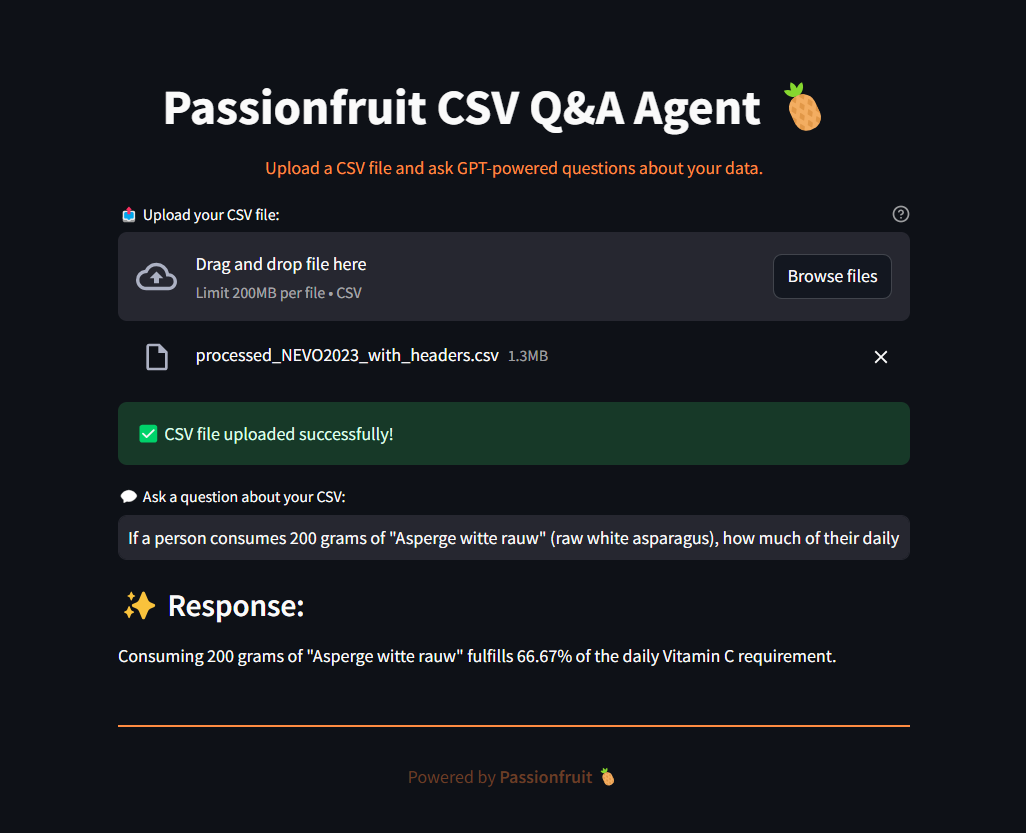 Passionfruit CSV Q&A Agent
Upload a CSV file and ask GPT-powered questions about your data.
Upload your CSV file:
Drag and drop file here
Limit 200MB per file • CSV
Browse files
processed_NEVO2023_with_headers.csv 1.3MB
CSV file uploaded successfully!
Ask a question about your CSV:
If a person consumes 200 grams of "Asperge witte rauw" (raw white asparagus), how much of their daily
Response:
Consuming 200 grams of "Asperge witte rauw" fulfills 66.67% of the daily Vitamin C requirement.
Powered by Passionfruit